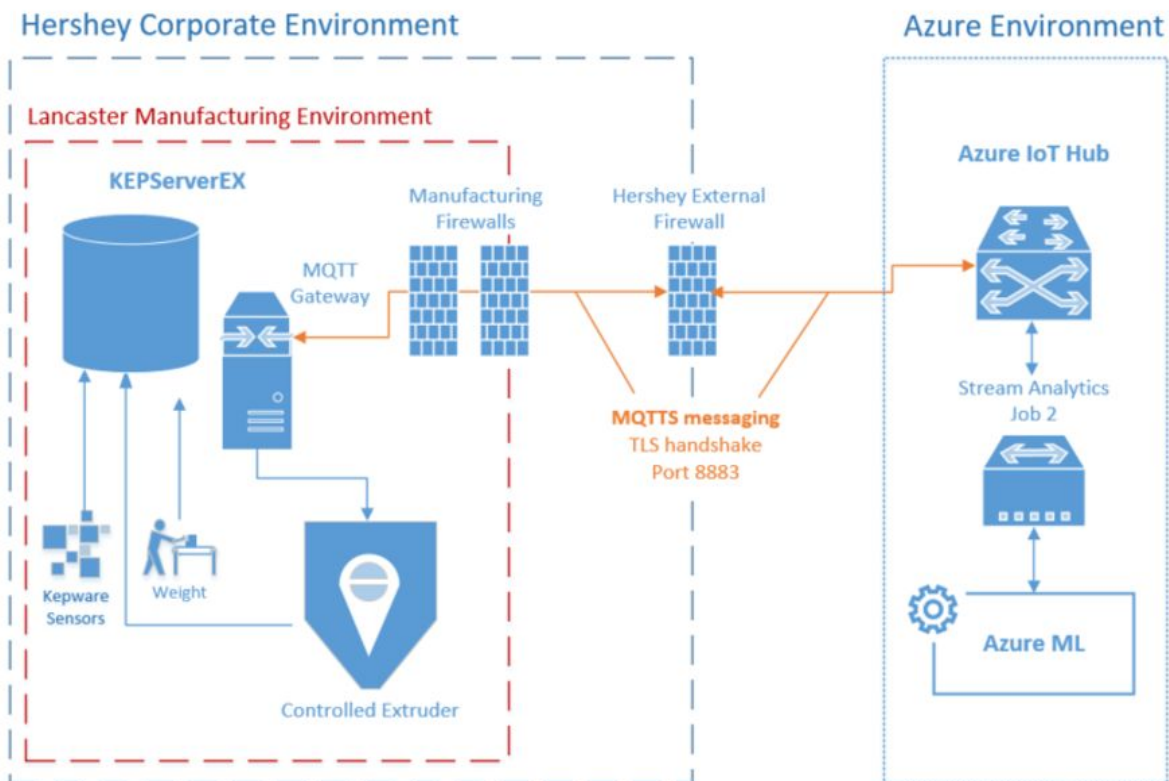 Hershey Corporate Environment
Azure Environment
Lancaster Manufacturing Environment
KEPServerEX
Manufacturing
Firewalls
Hershey External
Firewall
Azure IoT Hub
MQTT
Gateway
Stream Analytics
Job 2
MQTTS messaging
TLS handshake
Port 8883
Kepware
Sensors
Weight
Azure ML
Controlled Extruder